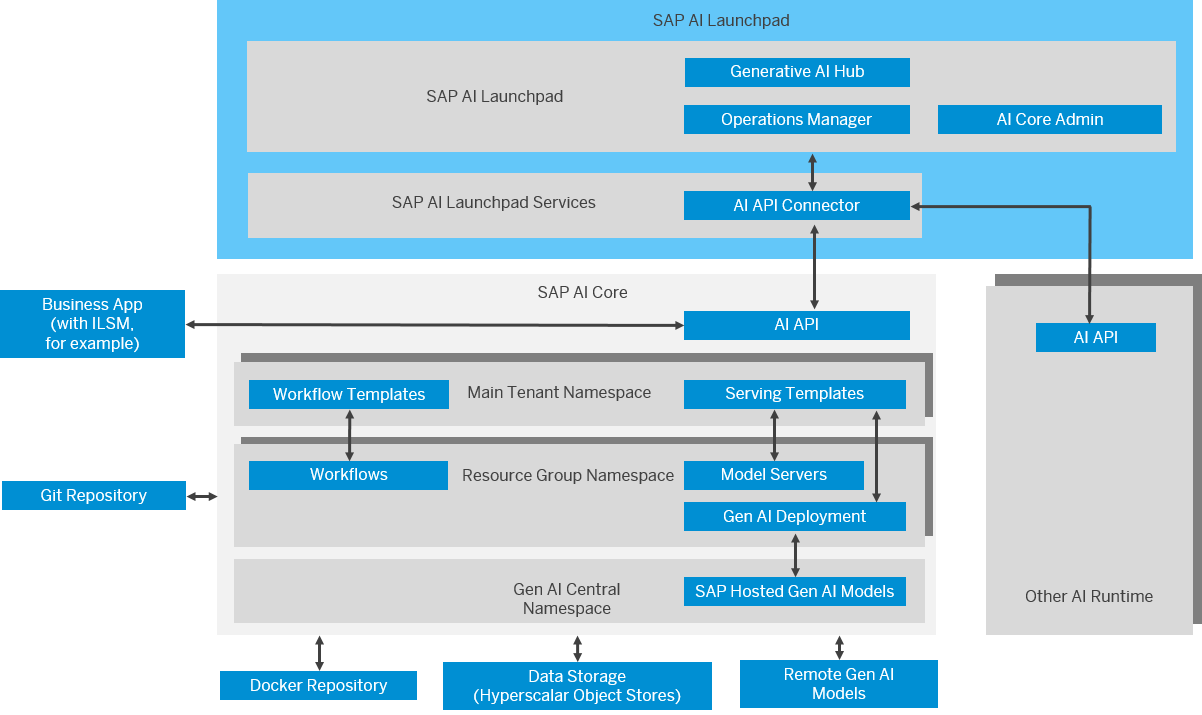 SAP AI Launchpad
SAP AI Launchpad
Generative AI Hub
Operations Manager
AI Core Admin
SAP AI Launchpad Services
AI API Connector
SAP AI Core
Business App
(with ILSM,
for example)
AI API
AI API
Workflow Templates
Main Tenant Namespace
Serving Templates
Workflows
Resource Group Namespace
Model Servers
Git Repository
Gen AI Deployment
Gen AI Central
Namespace
SAP Hosted Gen AI Models
Other AI Runtime
Docker Repository
Data Storage
(Hyperscalar Object Stores)
Remote Gen AI
Models